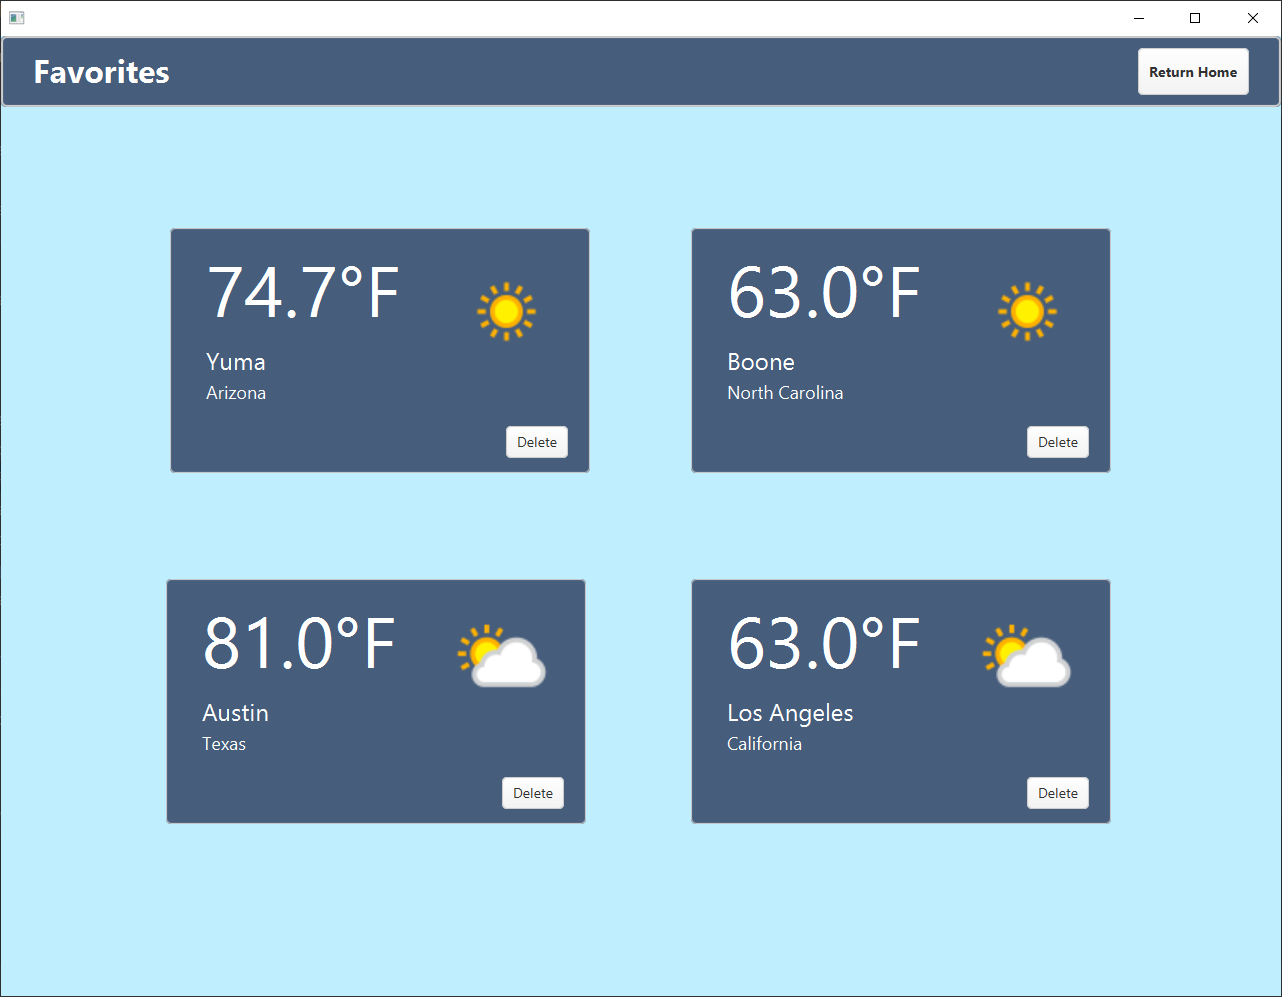 Favorites
Return Home
74.7°F
Yuma
Arizona
Delete
63.0°F
Boone
North Carolina
Delete
81.0°F
Austin
Texas
Delete
63.0°F
Los Angeles
California
Delete